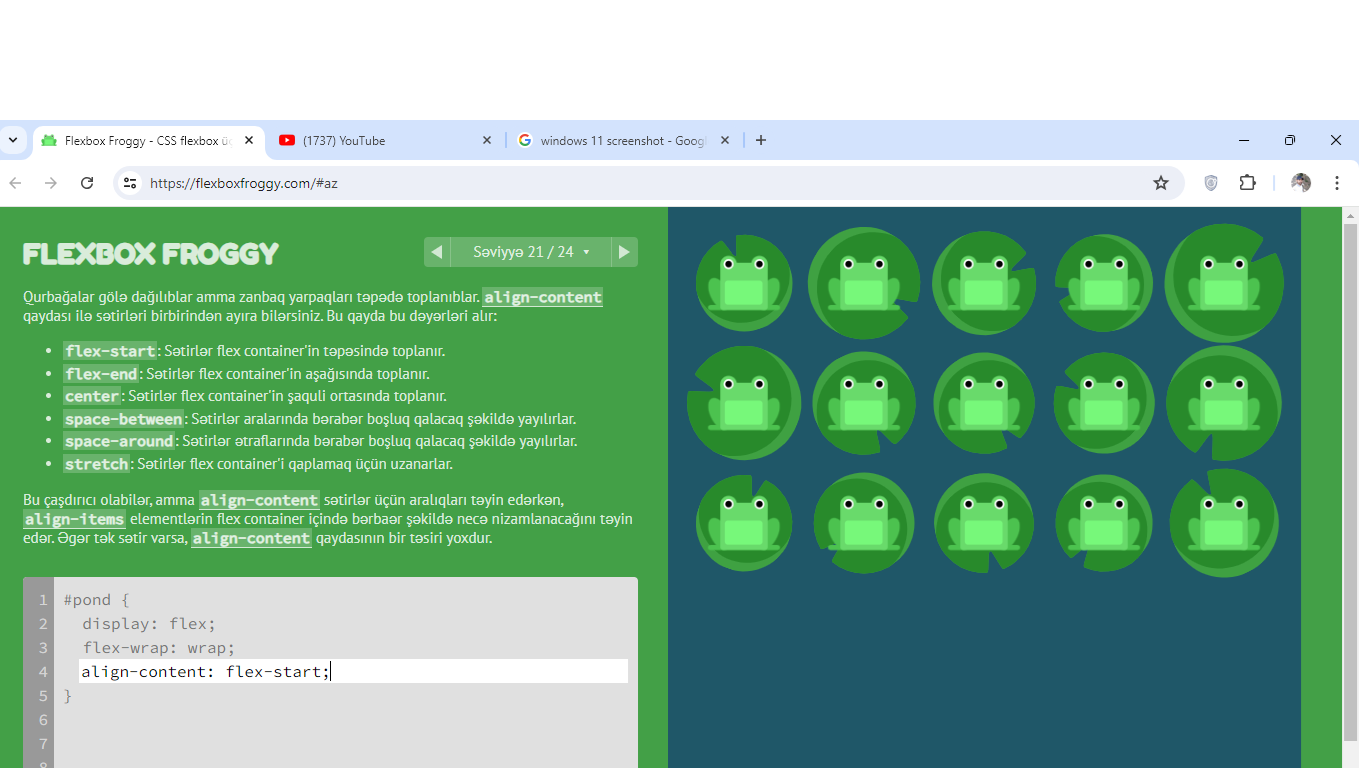 Flexbox Froggy - CSS flexbox üç
(1737) YouTube
windows 11 screenshot - Googl
https://flexboxfroggy.com/#az
FLEXBOX FROGGY
Səviyyə 21 / 24
Qurbağalar gölə dağılıblar amma zanbaq yarpaqları təpədə toplanıblar. align-content
qaydası ilə sətirləri birbirindən ayıra bilərsiniz. Bu qayda bu dəyərləri alır:
• flex-start: Sətirlər flex container'in təpəsində toplanır.
• flex-end: Sətirlər flex container'in aşağısında toplanır.
• center: Sətirlər flex container'in şaquli ortasında toplanır.
• space-between: Sətirlər aralarında bərabər boşluq qalacaq şəkildə yayılırlar.
• space-around: Sətirlər ətraflarında bərabər boşluq qalacaq şəkildə yayılırlar.
• stretch: Sətirlər flex container'i qaplamaq üçün uzanarlar.
Bu çaşdırıcı olabilər, amma align-content sətirlər üçün aralıqları təyin edərkən,
align-items elementlərin flex container içində bərbaər şəkildə necə nizamlanacağını təyin
edər. Əgər tək sətir varsa, align-content qaydasının bir təsiri yoxdur.
1 #pond {
2 display: flex;
3 flex-wrap: wrap;
4 align-content: flex-start;
5 }
6
7
8